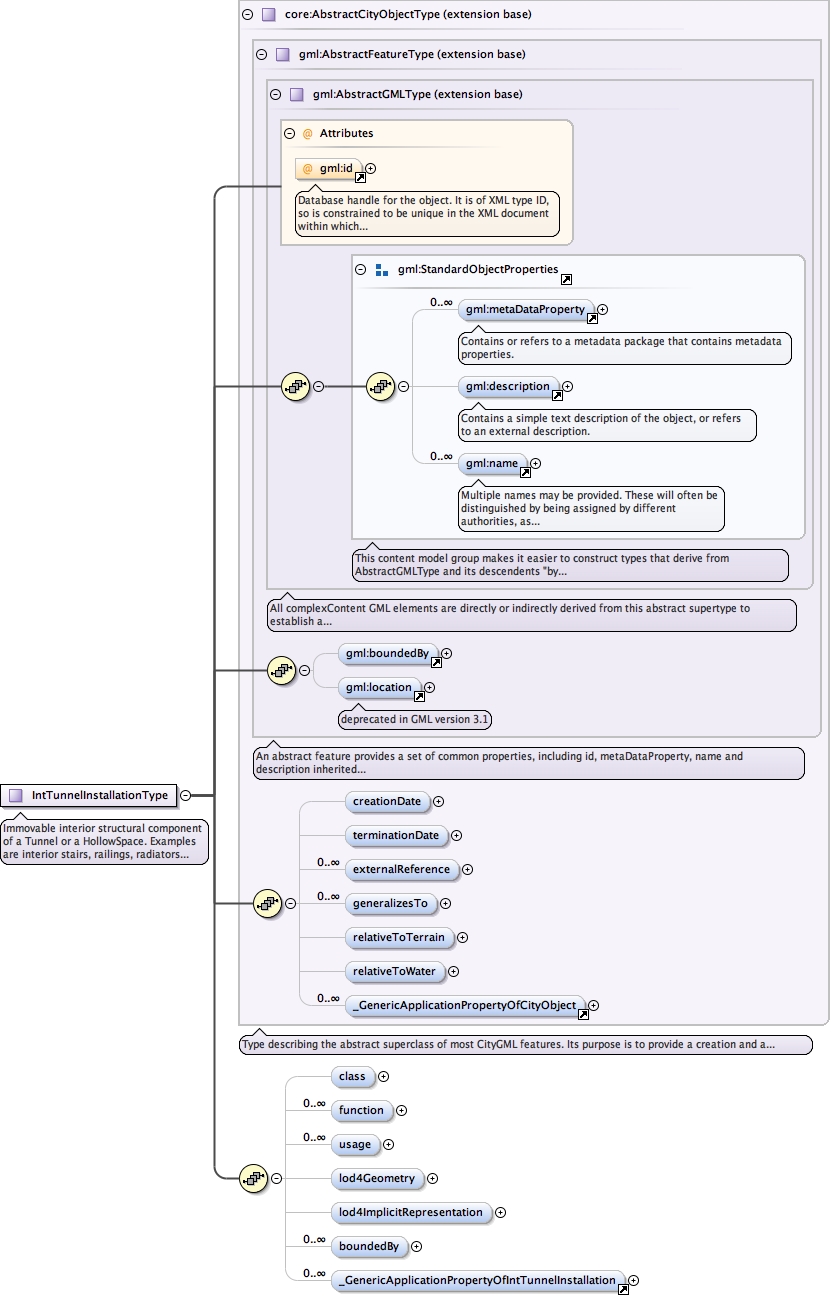 core:AbstractCityObjectType (extension base)
gml:AbstractFeatureType (extension base)
gml:AbstractGMLType (extension base)
@ Attributes
@ gml:id
Database handle for the object. It is of XML type ID,
so is constrained to be unique in the XML document
within which...
gml:StandardObjectProperties
0..∞
gml:metaDataProperty
Contains or refers to a metadata package that contains metadata
properties.
gml:description
Contains a simple text description of the object, or refers
to an external description.
0..∞
gml:name
Multiple names may be provided. These will often be
distinguished by being assigned by different
authorities, as...
This content model group makes it easier to construct types that derive from
AbstractGMLType and its descendents "by...
All complexContent GML elements are directly or indirectly derived from this abstract supertype to
establish a...
gml:boundedBy
gml:location
deprecated in GML version 3.1
An abstract feature provides a set of common properties, including id, metaDataProperty, name and
description inherited...
IntTunnelInstallationType
Immovable interior structural component
of a Tunnel or a HollowSpace. Examples
are interior stairs, railings, radiators...
creationDate
terminationDate
0..∞
externalReference
0..∞
generalizesTo
relativeToTerrain
relativeToWater
0..∞
_GenericApplicationPropertyOfCityObject
Type describing the abstract superclass of most CityGML features. Its purpose is to provide a creation and a...
class
0..∞
function
0..∞
usage
lod4Geometry
lod4ImplicitRepresentation
0..∞
boundedBy
0..∞
_GenericApplicationPropertyOfIntTunnelInstallation